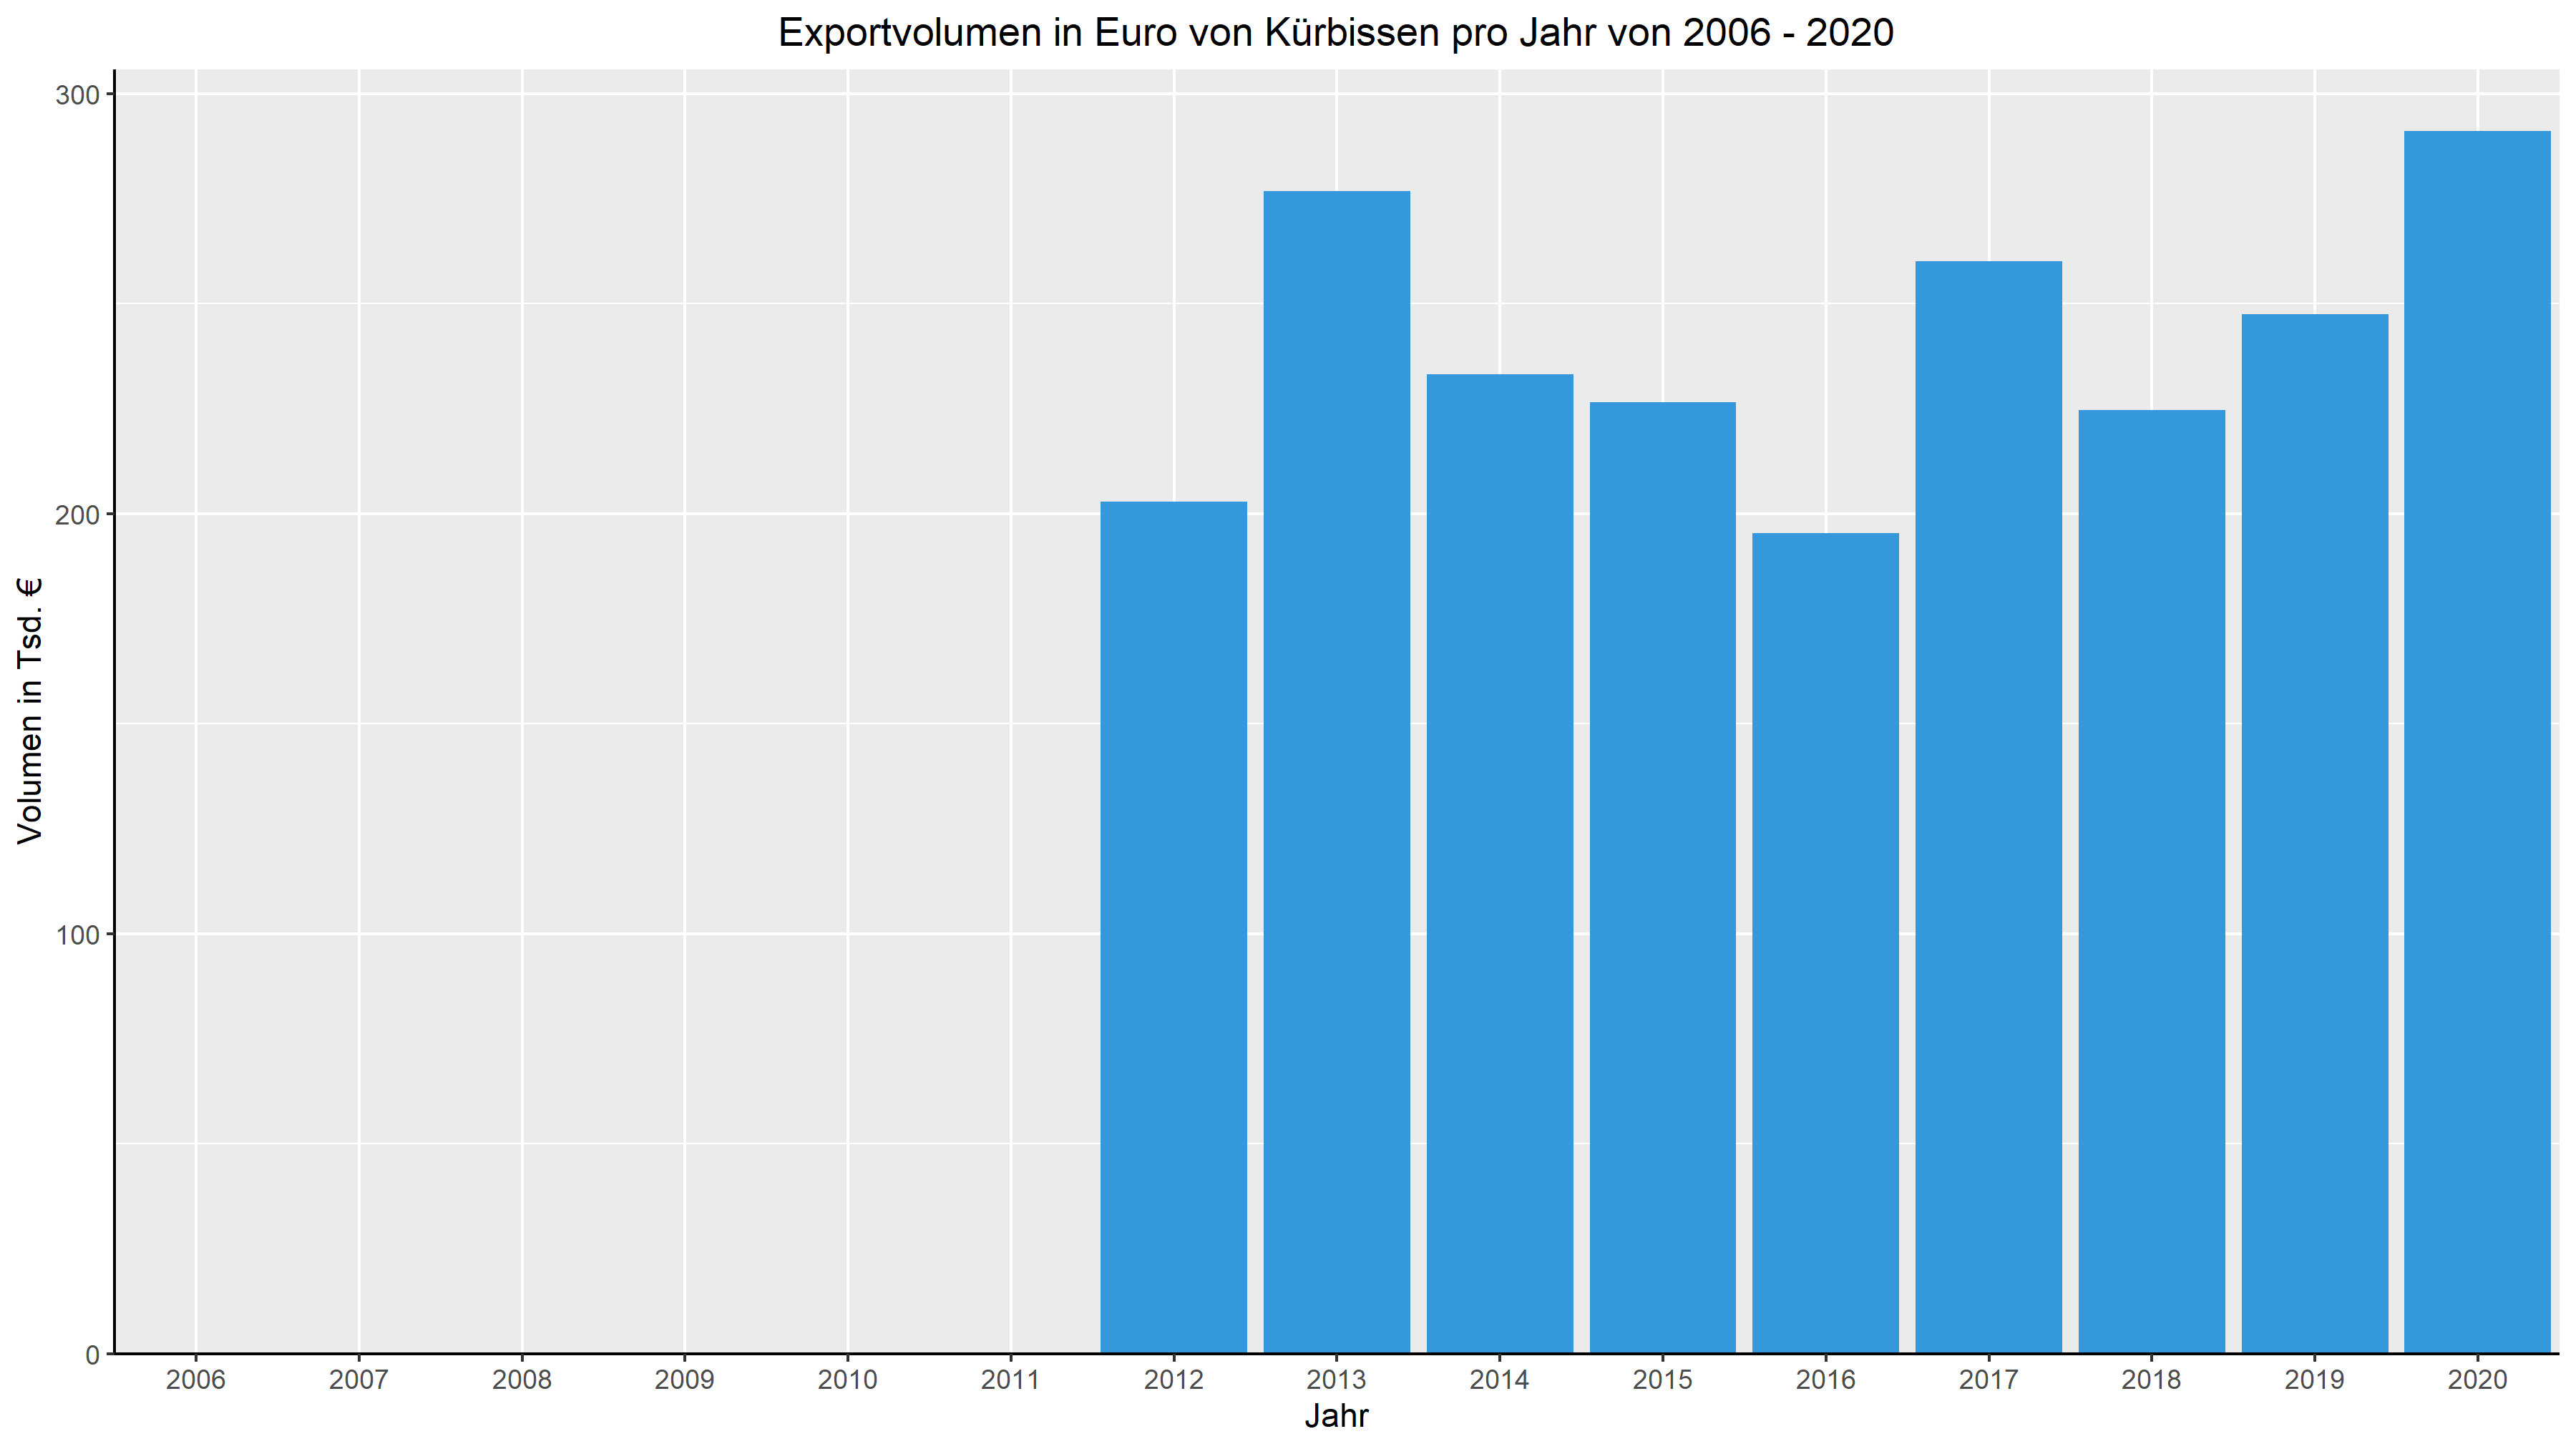 Exportvolumen in Euro von Kürbissen pro Jahr von 2006 - 2020
300
200
100
0
Volumen in Tsd. €
2006 2007 2008 2009 2010 2011 2012 2013 2014 2015 2016 2017 2018 2019 2020
Jahr